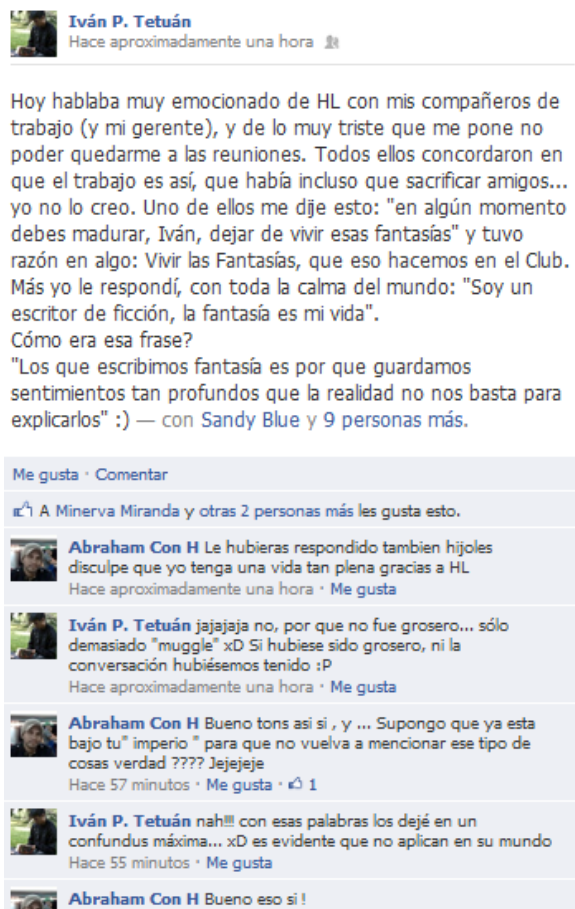 Iván P. Tetuán
Hace aproximadamente una hora
Hoy hablaba muy emocionado de HL con mis compañeros de
trabajo (y mi gerente), y de lo muy triste que me pone no
poder quedarme a las reuniones. Todos ellos concordaron en
que el trabajo es así, que había incluso que sacrificar amigos...
yo no lo creo. Uno de ellos me dije esto: "en algún momento
debes madurar, Iván, dejar de vivir esas fantasías" y tuvo
razón en algo: Vivir las Fantasías, que eso hacemos en el Club.
Más yo le respondí, con toda la calma del mundo: "Soy un
escritor de ficción, la fantasía es mi vida".
Cómo era esa frase?
"Los que escribimos fantasía es por que guardamos
sentimientos tan profundos que la realidad no nos basta para
explicarlos" :) — con Sandy Blue y 9 personas más.
Me gusta · Comentar
A Minerva Miranda y otras 2 personas más les gusta esto.
Abraham Con H Le hubieras respondido tambien hijoles
disculpe que yo tenga una vida tan plena gracias a HL
Hace aproximadamente una hora · Me gusta
Iván P. Tetuán jajajaja no, por que no fue grosero... sólo
demasiado "muggle" xD Si hubiese sido grosero, ni la
conversación hubiésemos tenido :P
Hace aproximadamente una hora · Me gusta
Abraham Con H Bueno tons asi si , y ... Supongo que ya esta
bajo tu" imperio " para que no vuelva a mencionar ese tipo de
cosas verdad ???? Jejejeje
Hace 57 minutos · Me gusta · 1
Iván P. Tetuán nah!!! con esas palabras los dejé en un
confundus máxima... xD es evidente que no aplican en su mundo
Hace 55 minutos · Me gusta
Abraham Con H Bueno eso si !